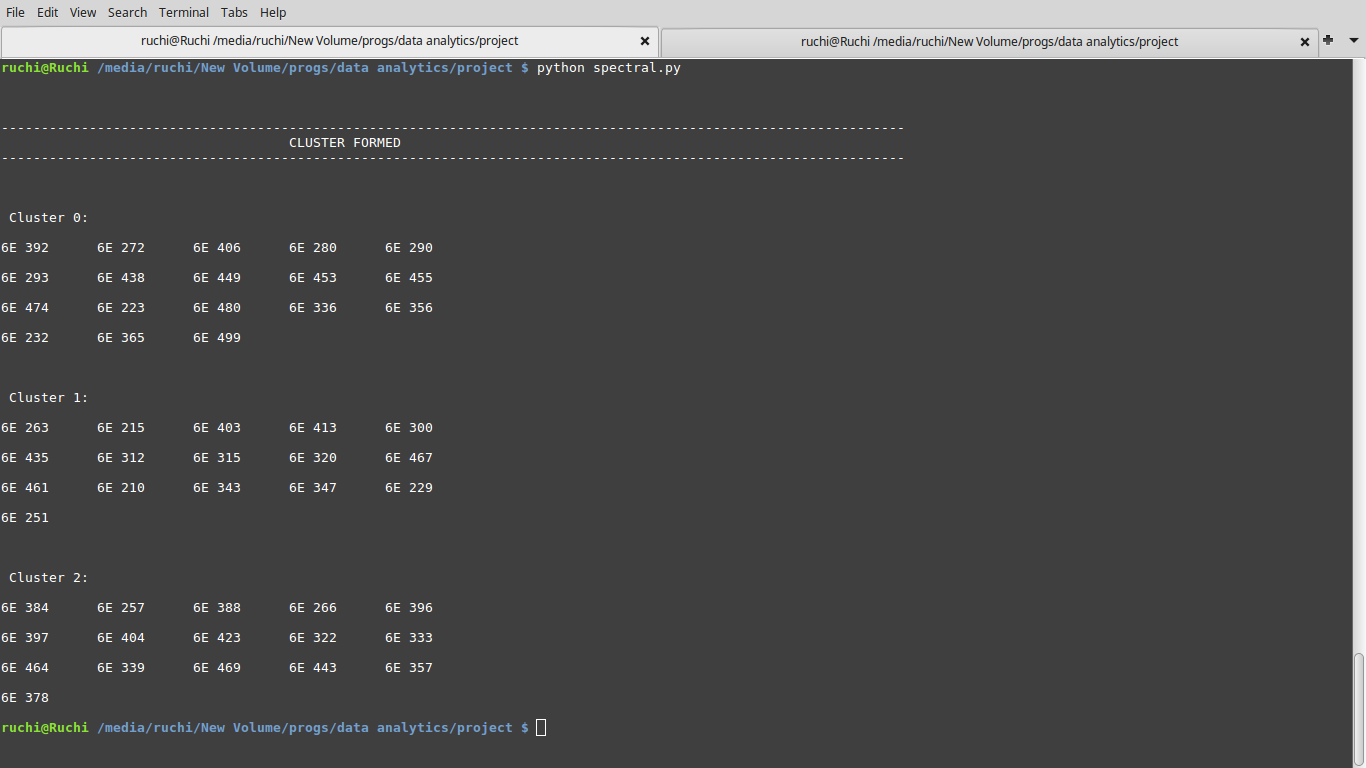 File Edit View Search Terminal Tabs Help
ruchi@Ruchi /media/ruchi/New Volume/progs/data analytics/project ruchi@Ruchi /media/ruchi/New Volume/progs/data analytics/project
ruchi@Ruchi /media/ruchi/New Volume/progs/data analytics/project $ python spectral.py
-----------------------------------------------------------------------------------------------------------------
CLUSTER FORMED
-----------------------------------------------------------------------------------------------------------------
Cluster 0:
6E 392 6E 272 6E 406 6E 280 6E 290
6E 293 6E 438 6E 449 6E 453 6E 455
6E 474 6E 223 6E 480 6E 336 6E 356
6E 232 6E 365 6E 499
Cluster 1:
6E 263 6E 215 6E 403 6E 413 6E 300
6E 435 6E 312 6E 315 6E 320 6E 467
6E 461 6E 210 6E 343 6E 347 6E 229
6E 251
Cluster 2:
6E 384 6E 257 6E 388 6E 266 6E 396
6E 397 6E 404 6E 423 6E 322 6E 333
6E 464 6E 339 6E 469 6E 443 6E 357
6E 378
ruchi@Ruchi /media/ruchi/New Volume/progs/data analytics/project $